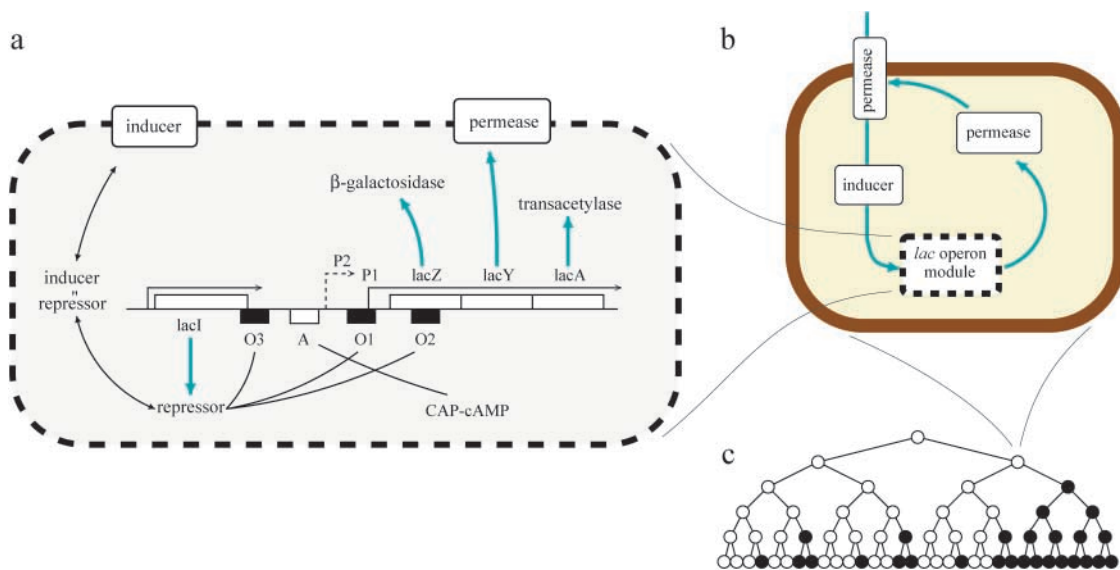 a
inducer
permease
β-galactosidase
transacetylase
P2
P1
lacZ
lacY
lacA
inducer
"
repressor
lacI
O3
A
O1
O2
repressor
CAP-cAMP
b
permease
permease
inducer
lac operon
module
c